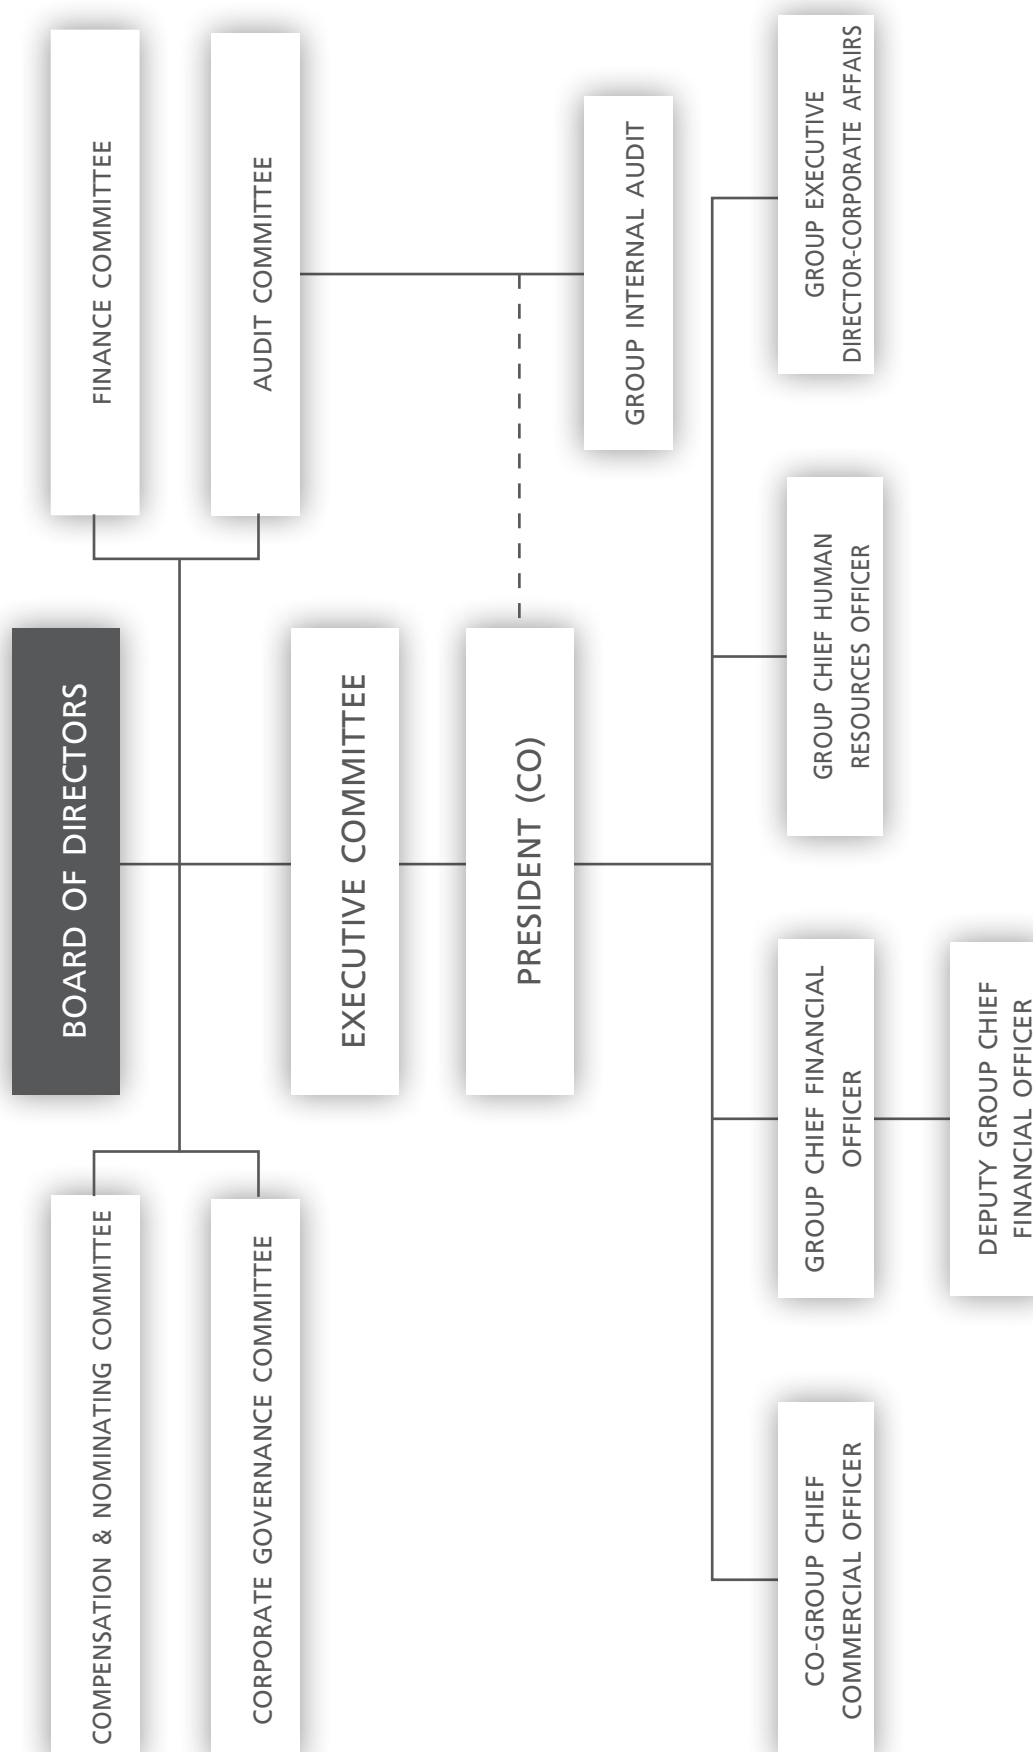 BOARD OF DIRECTORS
COMPENSATION & NOMINATING COMMITTEE
FINANCE COMMITTEE
CORPORATE GOVERNANCE COMMITTEE
AUDIT COMMITTEE
EXECUTIVE COMMITTEE
PRESIDENT (CO)
GROUP INTERNAL AUDIT
CO-GROUP CHIEF
COMMERCIAL OFFICER
GROUP CHIEF FINANCIAL
OFFICER
GROUP CHIEF HUMAN
RESOURCES OFFICER
GROUP EXECUTIVE
DIRECTOR-CORPORATE AFFAIRS
DEPUTY GROUP CHIEF
FINANCIAL OFFICER